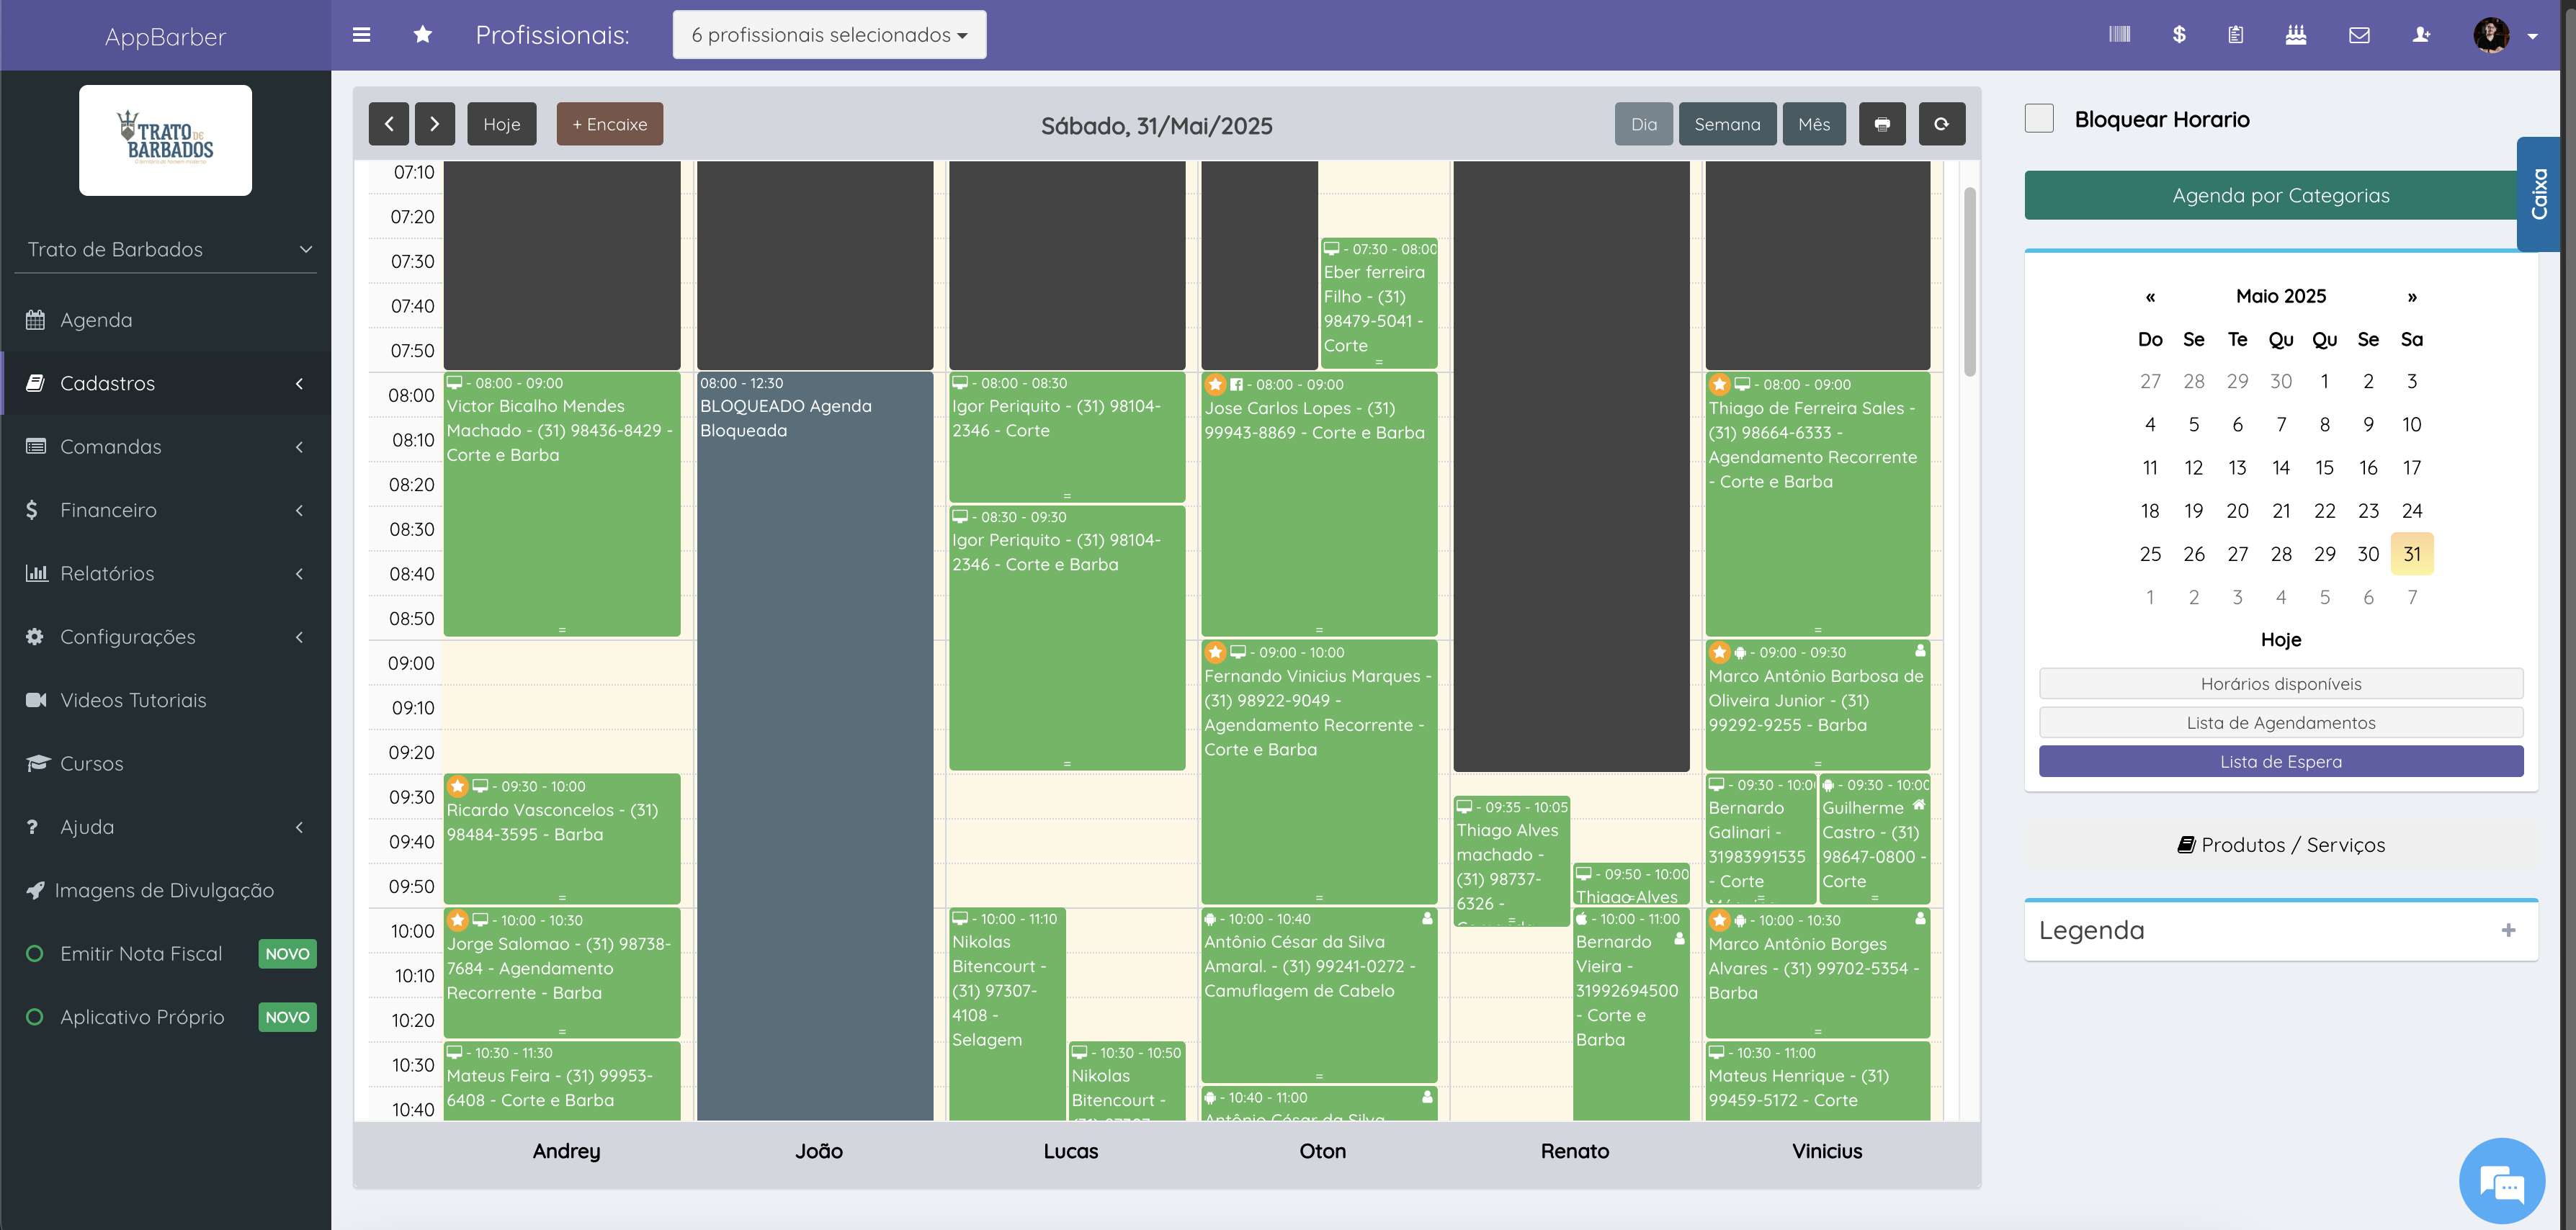 AppBarber
Profissionais:
6 profissionais selecionados
TRATO DE
BARBADOS
Trato de Barbados
Agenda
Cadastros
Comandas
Financeiro
Relatórios
Configurações
Videos Tutoriais
Cursos
Ajuda
Imagens de Divulgação
Emitir Nota Fiscal NOVO
Aplicativo Próprio NOVO
Hoje
+ Encaixe
Sábado, 31/Mai/2025
Dia
Semana
Mês
07:10
07:20
07:30
07:40
07:50
08:00
08:10
08:20
08:30
08:40
08:50
09:00
09:10
09:20
09:30
09:40
09:50
10:00
10:10
10:20
10:30
10:40
- 08:00 - 09:00
Victor Bicalho Mendes
Machado - (31) 98436-8429 -
Corte e Barba
- 09:30 - 10:00
Ricardo Vasconcelos - (31)
98484-3595 - Barba
- 10:00 - 10:30
Jorge Salomao - (31) 98738-
7684 - Agendamento
Recorrente - Barba
- 10:30 - 11:30
Mateus Feira - (31) 99953-
6408 - Corte e Barba
08:00 - 12:30
BLOQUEADO Agenda
Bloqueada
- 08:00 - 08:30
Igor Periquito - (31) 98104-
2346 - Corte
- 08:30 - 09:30
Igor Periquito - (31) 98104-
2346 - Corte e Barba
- 10:00 - 11:10
Nikolas
Bitencourt -
(31) 97307-
4108 -
Selagem
- 10:30 - 10:50
Nikolas
Bitencourt -
- 07:30 - 08:00
Eber ferreira
Filho - (31)
98479-5041 -
Corte
- 08:00 - 09:00
Jose Carlos Lopes - (31)
99943-8869 - Corte e Barba
- 09:00 - 10:00
Fernando Vinicius Marques -
(31) 98922-9049 -
Agendamento Recorrente -
Corte e Barba
- 10:00 - 10:40
Antônio César da Silva
Amaral. - (31) 99241-0272 -
Camuflagem de Cabelo
- 10:40 - 11:00
Antônio César da Silva
- 09:35 - 10:05
Thiago Alves
machado -
(31) 98737-
6326 -
- 09:50 - 10:00
Thiago Alves
- 10:00 - 11:00
Bernardo
Vieira -
31992694500
- Corte e
Barba
- 08:00 - 09:00
Thiago de Ferreira Sales -
(31) 98664-6333 -
Agendamento Recorrente
- Corte e Barba
- 09:00 - 09:30
Marco Antônio Barbosa de
Oliveira Junior - (31)
99292-9255 - Barba
- 09:30 - 10:0
Bernardo
Galinari -
31983991535
- Corte
- 09:30 - 10:00
Guilherme
Castro - (31)
98647-0800 -
Corte
- 10:00 - 10:30
Marco Antônio Borges
Alvares - (31) 99702-5354 -
Barba
- 10:30 - 11:00
Mateus Henrique - (31)
99459-5172 - Corte
Andrey
João
Lucas
Oton
Renato
Vinicius
Bloquear Horario
Agenda por Categorias
Caixa
« Maio 2025 »
Do Se Te Qu Qu Se Sa
27 28 29 30 1 2 3
4 5 6 7 8 9 10
11 12 13 14 15 16 17
18 19 20 21 22 23 24
25 26 27 28 29 30 31
1 2 3 4 5 6 7
Hoje
Horários disponíveis
Lista de Agendamentos
Lista de Espera
Produtos / Serviços
Legenda